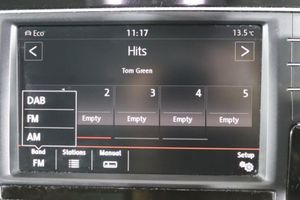 Eco 11:17 13.5°C
Hits
Tom Green
2 3 4 5
DAB
Empty Empty Empty Empty
FM
AM
Band Stations Manual Setup
FM